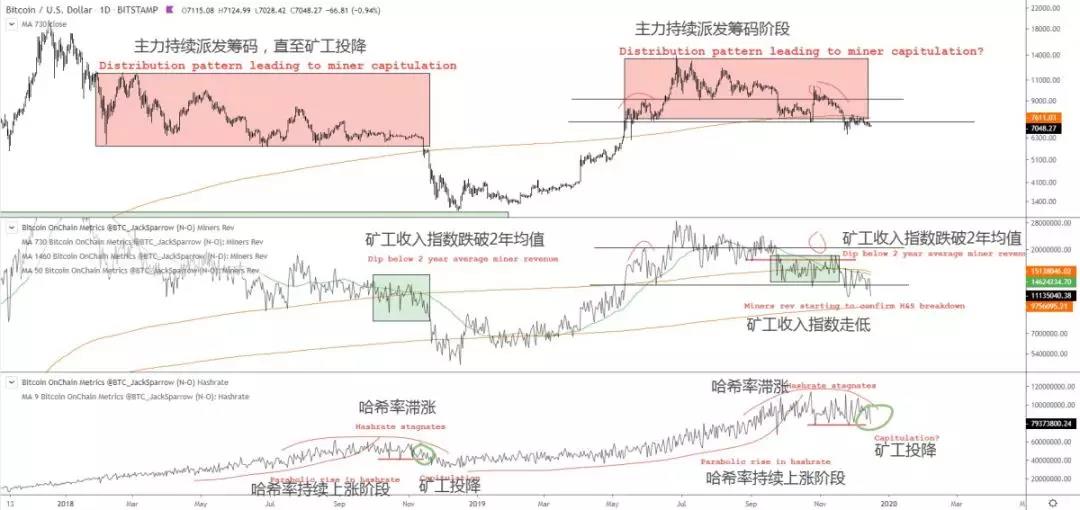 Bitcoin / U.S. Dollar · 1D · BITSTAMP O7115.08 H7124.99 L7028.42 C7048.27 −66.81 (−0.94%)
MA 730 close
主力持续派发筹码，直至矿工投降
Distribution pattern leading to miner capitulation
主力持续派发筹码阶段
Distribution pattern leading to miner capitulation?
22000.00
18000.00
14000.00
11000.00
9000.00
7611.03
7048.27
6300.00
5100.00
4200.00
3400.00
Bitcoin OnChain Metrics @BTC_JackSparrow (N-O) Miners Rev
MA 730 Bitcoin OnChain Metrics @BTC_JackSparrow (N-O): Miners Rev
MA 1460 Bitcoin OnChain Metrics @BTC_JackSparrow (N-O): Miners Rev
MA 50 Bitcoin OnChain Metrics @BTC_JackSparrow (N-O): Miners Rev
矿工收入指数跌破2年均值
Dip below 2 year average miner revenue
矿工收入指数跌破2年均值
Dip below 2 year average miner revenue
Miners rev starting to confirm H&S breakdown
矿工收入指数走低
28000000.00
20000000.00
15138046.02
14624234.70
11135040.38
9756095.21
7000000.00
5400000.00
Bitcoin OnChain Metrics @BTC_JackSparrow (N-O) Hashrate
MA 9 Bitcoin OnChain Metrics @BTC_JackSparrow (N-O): Hashrate
哈希率滞涨
Hashrate stagnates
Parabolic rise in hashrate
哈希率持续上涨阶段
Capitulation
矿工投降
哈希率滞涨
Hashrate stagnates
Capitulation?
矿工投降
Parabolic rise in hashrate
哈希率持续上涨阶段
120000000.00
100000000.00
79373800.24
60000000.00
40000000.00
20000000.00
2018 Mar May Jul Sep Nov 2019 Mar May Jul Sep Nov 2020 Mar